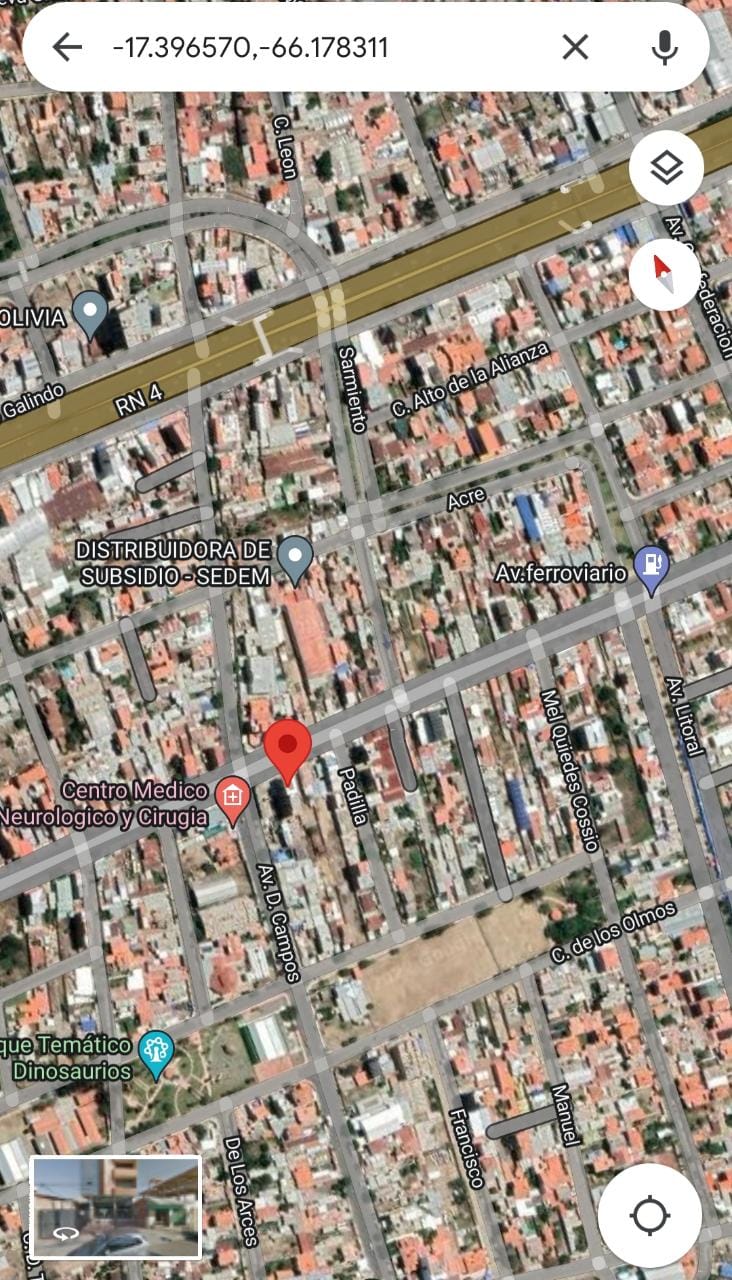 -17.396570,-66.178311
C. Leon
Av.
federacion
OLIVIA
Galindo
RN 4
Sarmiento
C. Alto de la Alianza
Acre
DISTRIBUIDORA DE
SUBSIDIO - SEDEM
Av.ferroviario
Av. Litoral
Mel Quiedes Cossio
Centro Medico
Neurologico y Cirugia
Padilla
Av. D. Campos
C. de los Olmos
que Temático
Dinosaurios
Manuel
Francisco
De Los Arces